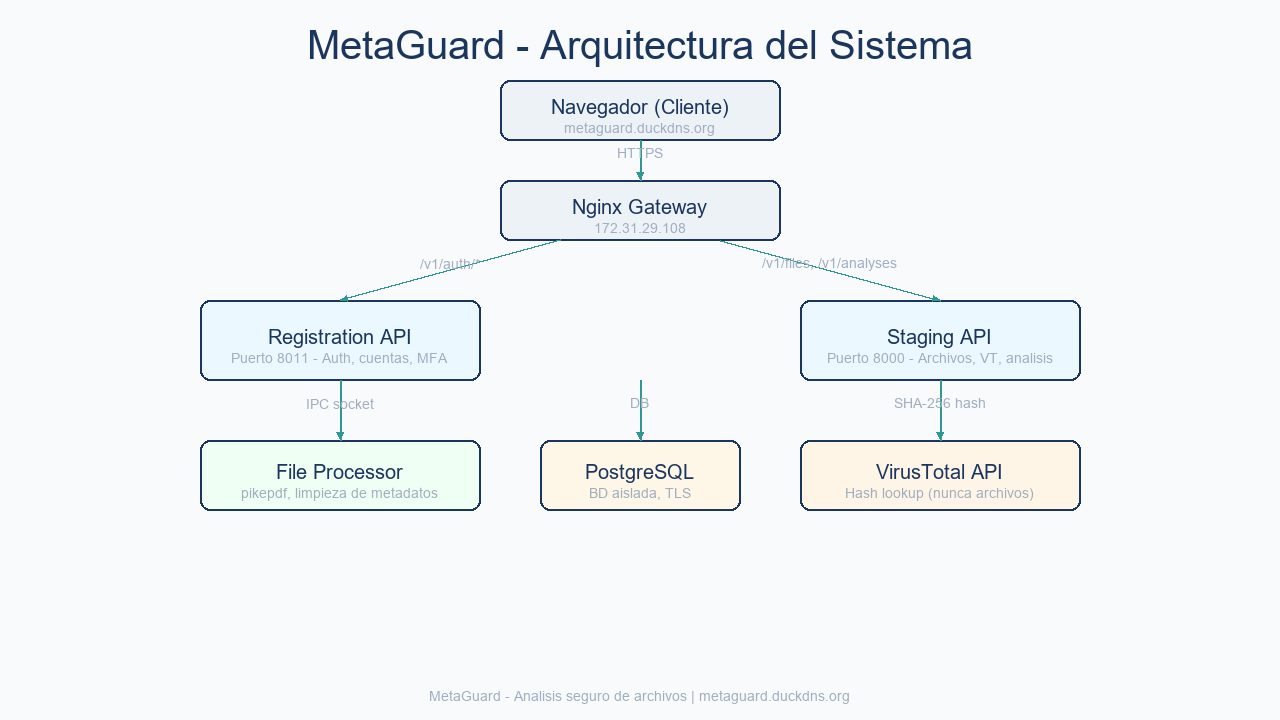 MetaGuard - Arquitectura del Sistema
Navegador (Cliente)
metaguard.duckdns.org
HTTPS
Nginx Gateway
172.31.29.108
/v1/auth/*
/v1/files, /v1/analyses
Registration API
Puerto 8011 - Auth, cuentas, MFA
Staging API
Puerto 8000 - Archivos, VT, analisis
IPC socket
DB
SHA-256 hash
File Processor
pikepdf, limpieza de metadatos
PostgreSQL
BD aislada, TLS
VirusTotal API
Hash lookup (nunca archivos)
MetaGuard - Analisis seguro de archivos | metaguard.duckdns.org